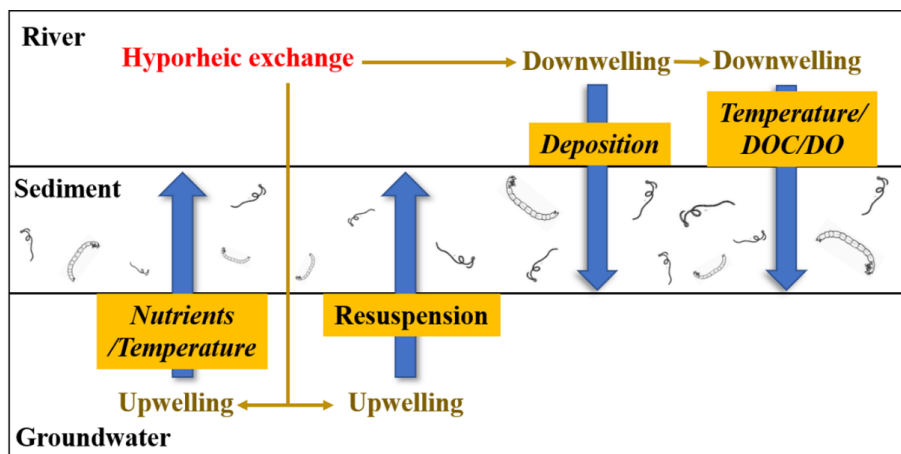 River
Hyporheic exchange
Downwelling
Downwelling
Deposition
Temperature/
DOC/DO
Sediment
Nutrients
/Temperature
Resuspension
Upwelling
Upwelling
Groundwater